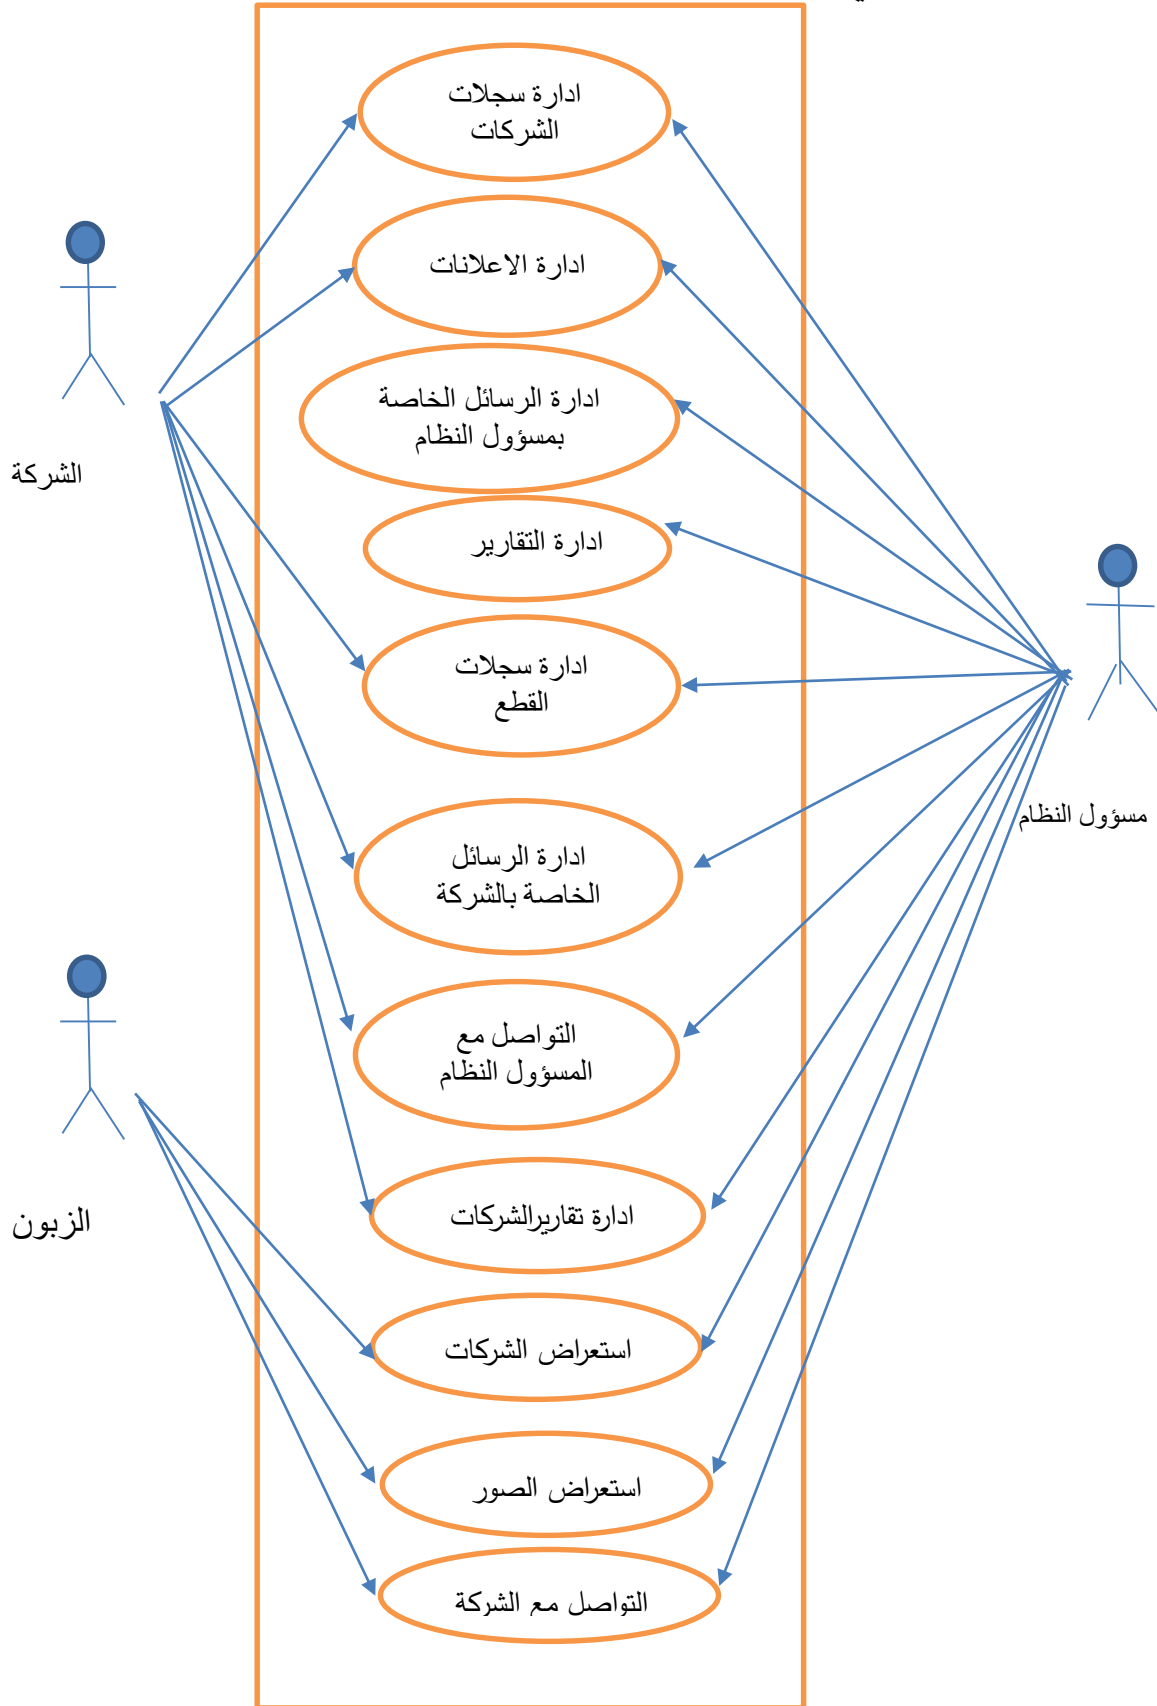 ادارة سجلات
الشركات
ادارة الاعلانات
ادارة الرسائل الخاصة
بمسؤول النظام
الشركة
ادارة التقارير
ادارة سجلات
القطع
مسؤول النظام
ادارة الرسائل
الخاصة بالشركة
التواصل مع
المسؤول النظام
الزبون
ادارة تقاريرالشركات
استعراض الشركات
استعراض الصور
التواصل مع الشركة